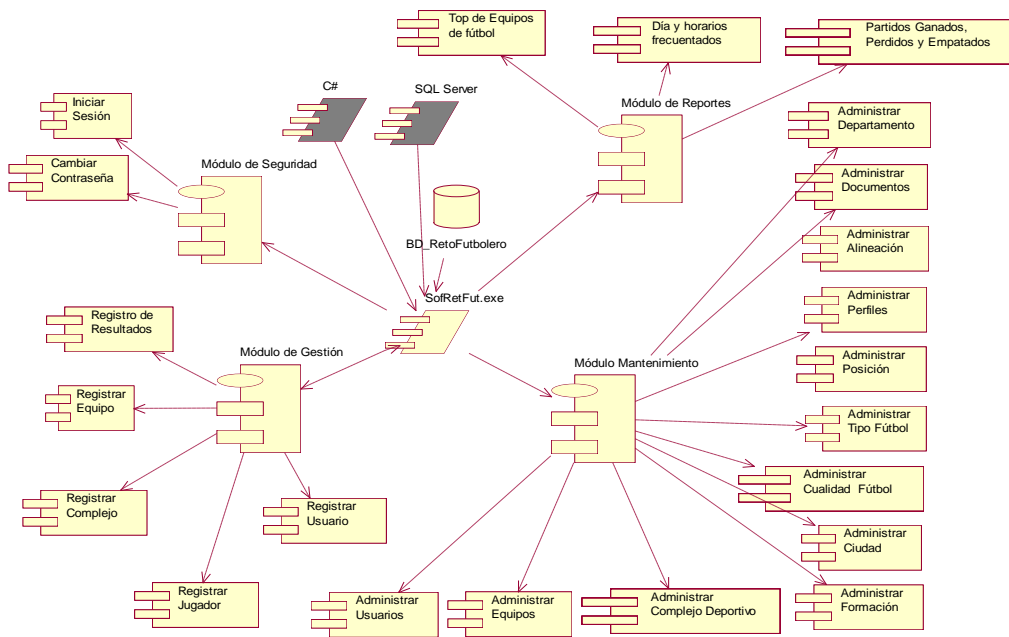 Top de Equipos
de fútbol
Día y horarios
frecuentados
Partidos Ganados,
Perdidos y Empatados
C#
SQL Server
Módulo de Reportes
Iniciar
Sesión
Cambiar
Contraseña
Módulo de Seguridad
Administrar
Departamento
Administrar
Documentos
Administrar
Alineación
BD_RetoFutbolero
SofRetFut.exe
Administrar
Perfiles
Registro de
Resultados
Módulo de Gestión
Módulo Mantenimiento
Administrar
Posición
Registrar
Equipo
Administrar
Tipo Fútbol
Administrar
Cualidad Fútbol
Registrar
Complejo
Registrar
Usuario
Administrar
Ciudad
Registrar
Jugador
Administrar
Usuarios
Administrar
Equipos
Administrar
Complejo Deportivo
Administrar
Formación